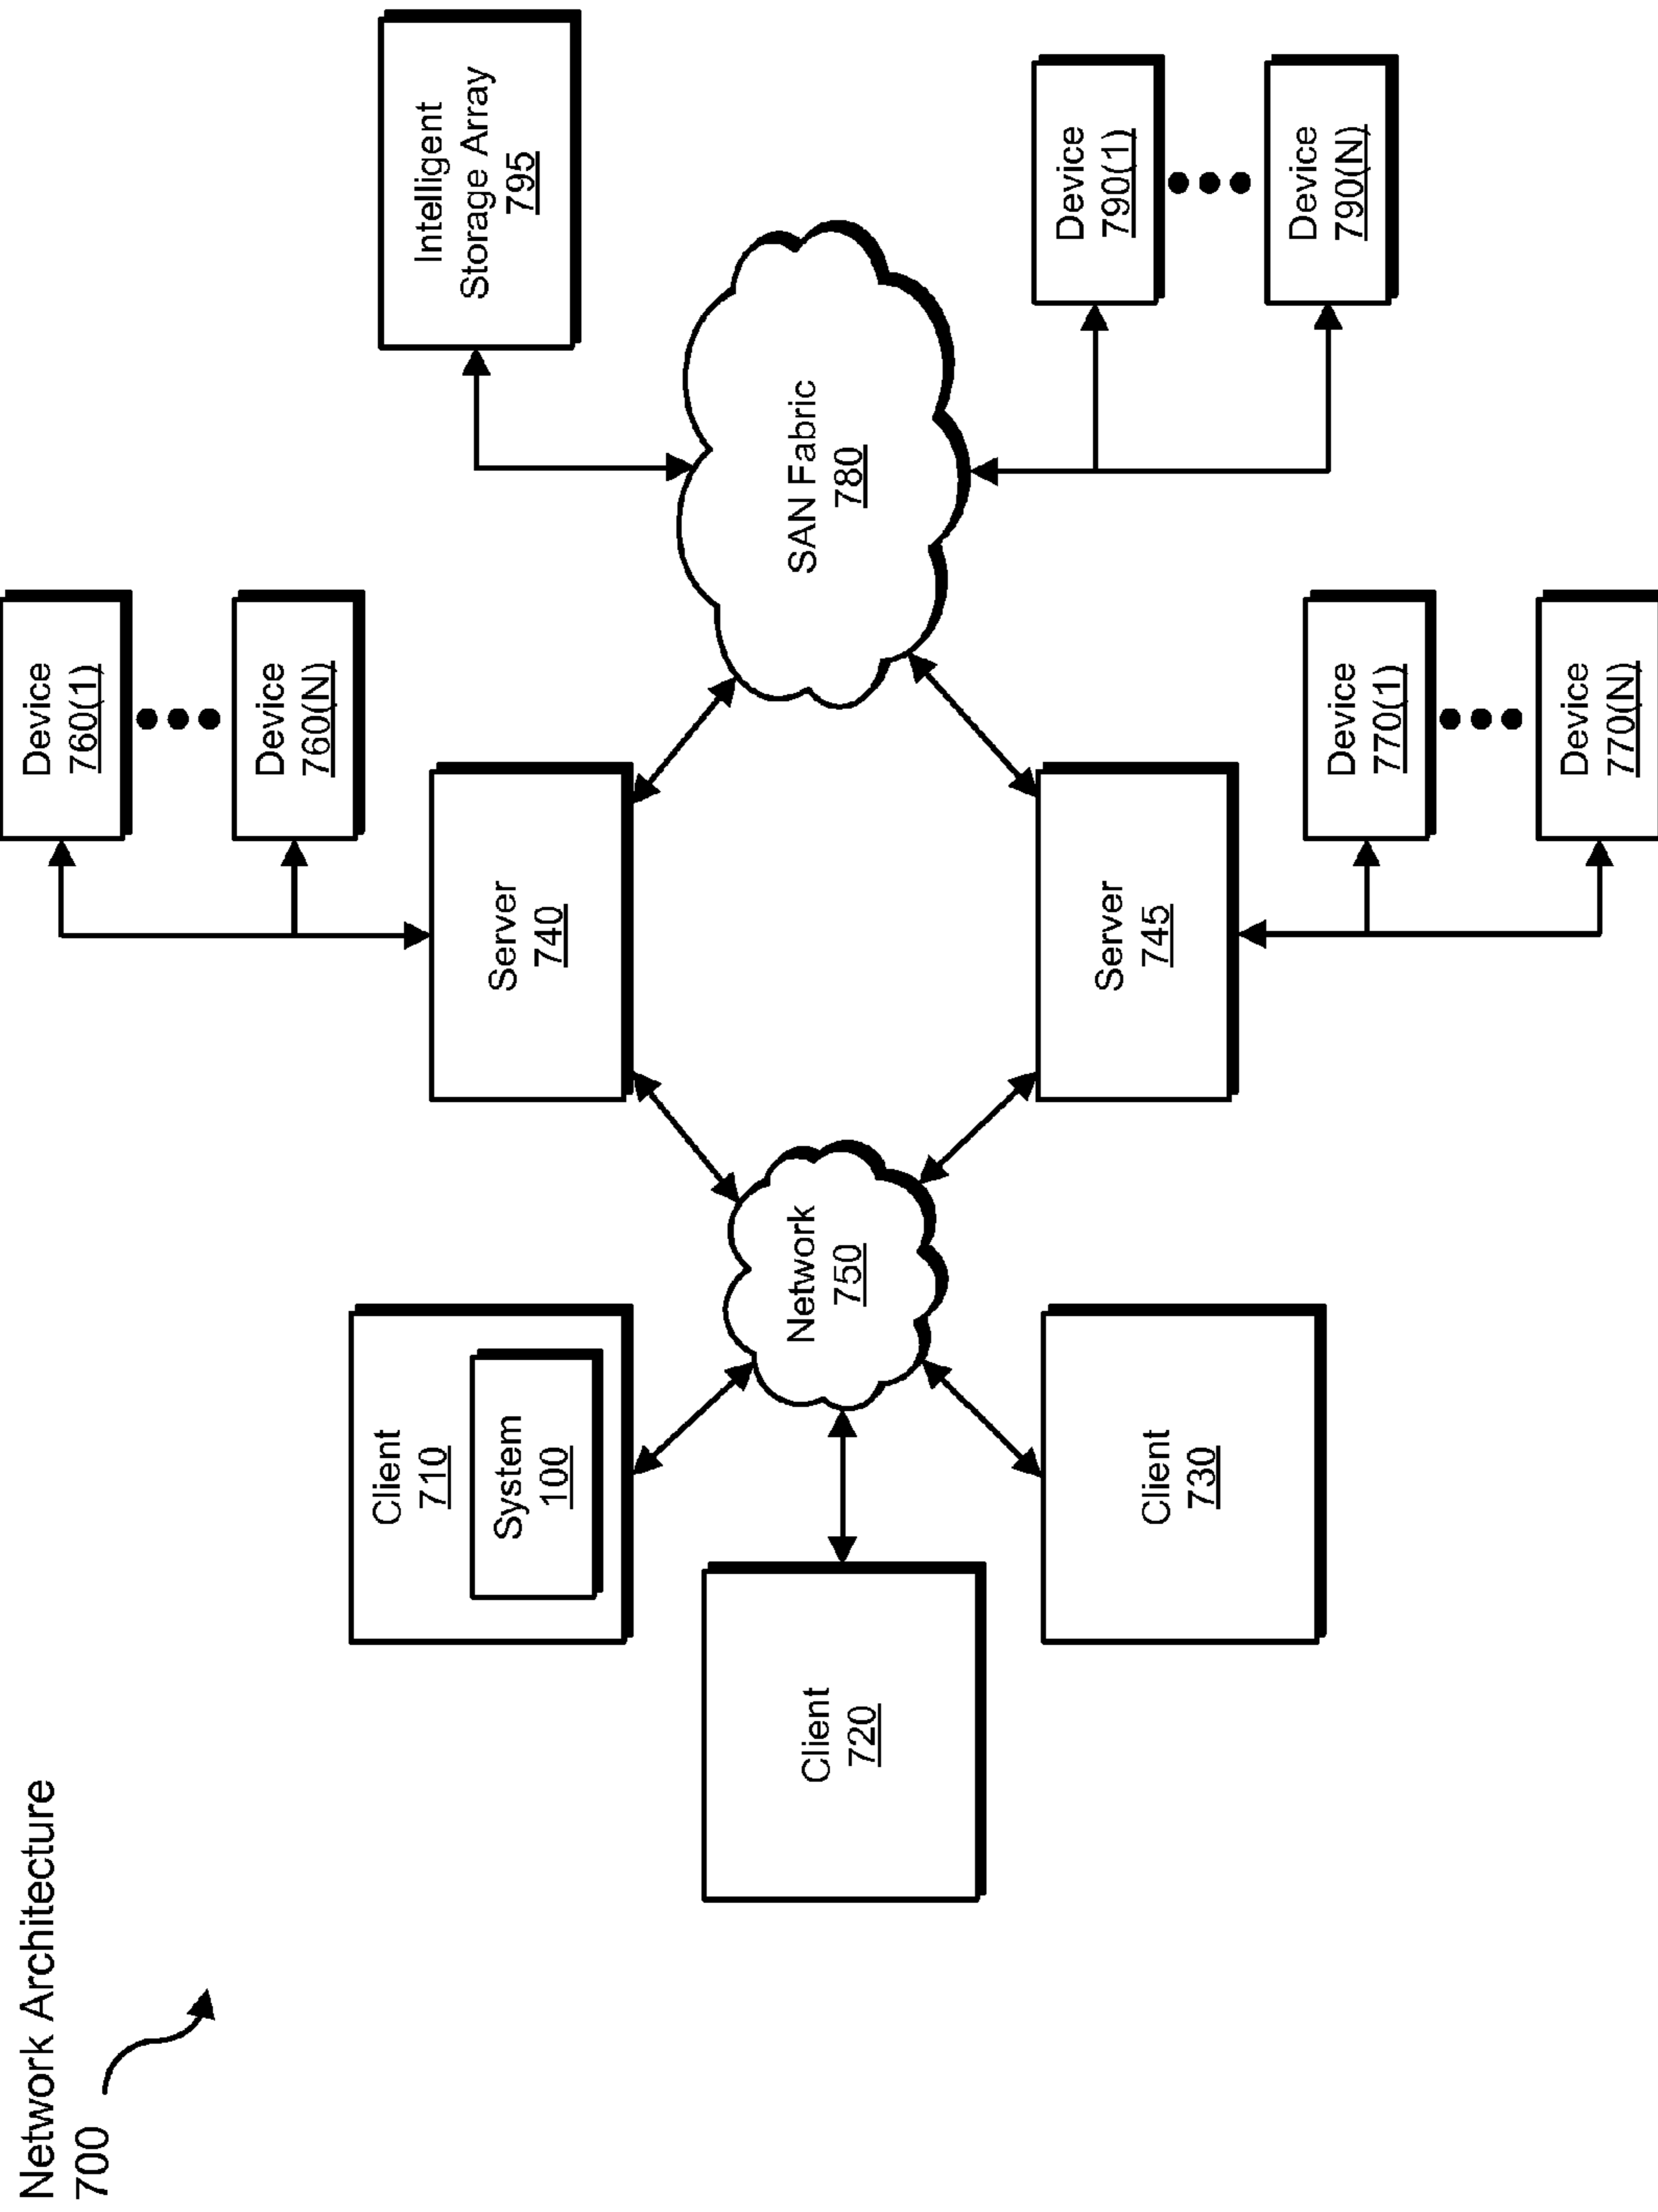 Network Architecture
700
Device
760(1)
Device
760(N)
Intelligent
Storage Array
795
Client
710
System
100
Server
740
Client
720
Network
750
SAN Fabric
780
Client
730
Server
745
Device
790(1)
Device
790(N)
Device
770(1)
Device
770(N)